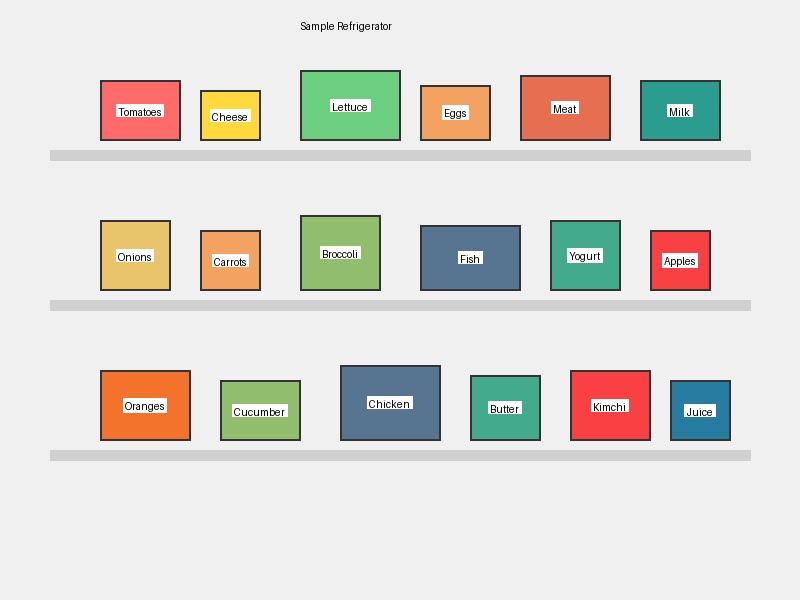 Sample Refrigerator
Tomatoes
Cheese
Lettuce
Eggs
Meat
Milk
Onions
Carrots
Broccoli
Fish
Yogurt
Apples
Oranges
Cucumber
Chicken
Butter
Kimchi
Juice